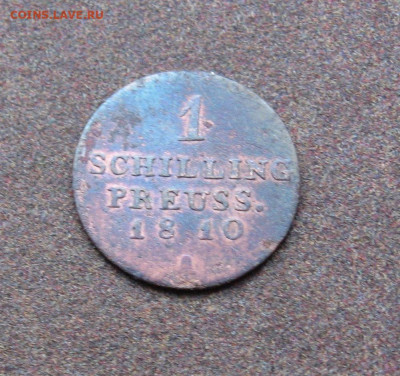 COINS.LAVE.RU
1
SCHILLING
PREUSS.
1810
A